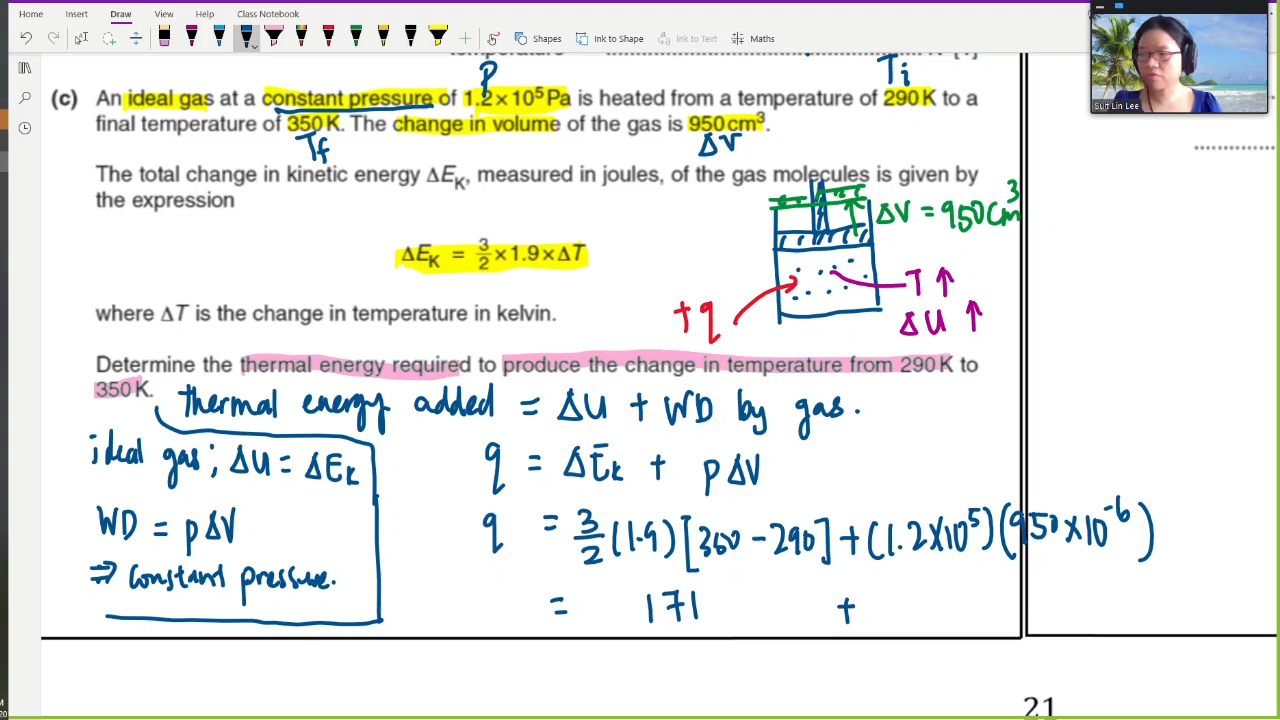 Home Insert Draw View Help Class Notebook
Shapes Ink to Shape Ink to Text Maths
P
Ti
(c) An ideal gas at a constant pressure of 1.2 × 10⁵ Pa is heated from a temperature of 290 K to a
final temperature of 350 K. The change in volume of the gas is 950 cm³.
Tf ΔV
The total change in kinetic energy ΔEK, measured in joules, of the gas molecules is given by
the expression
ΔV = 950cm³
ΔEK = 3/2 × 1.9 × ΔT
T ↑
+q
ΔU ↑
where ΔT is the change in temperature in kelvin.
Determine the thermal energy required to produce the change in temperature from 290 K to
350 K.
thermal energy added = ΔU + WD by gas.
ideal gas; ΔU = ΔEK
q = ΔEK + pΔV
WD = pΔV
q = 3/2 (1.9) [350 - 290] + (1.2×10⁵)(950×10⁻⁶)
⇒ constant pressure.
= 171 +
21
Suit Lin Lee